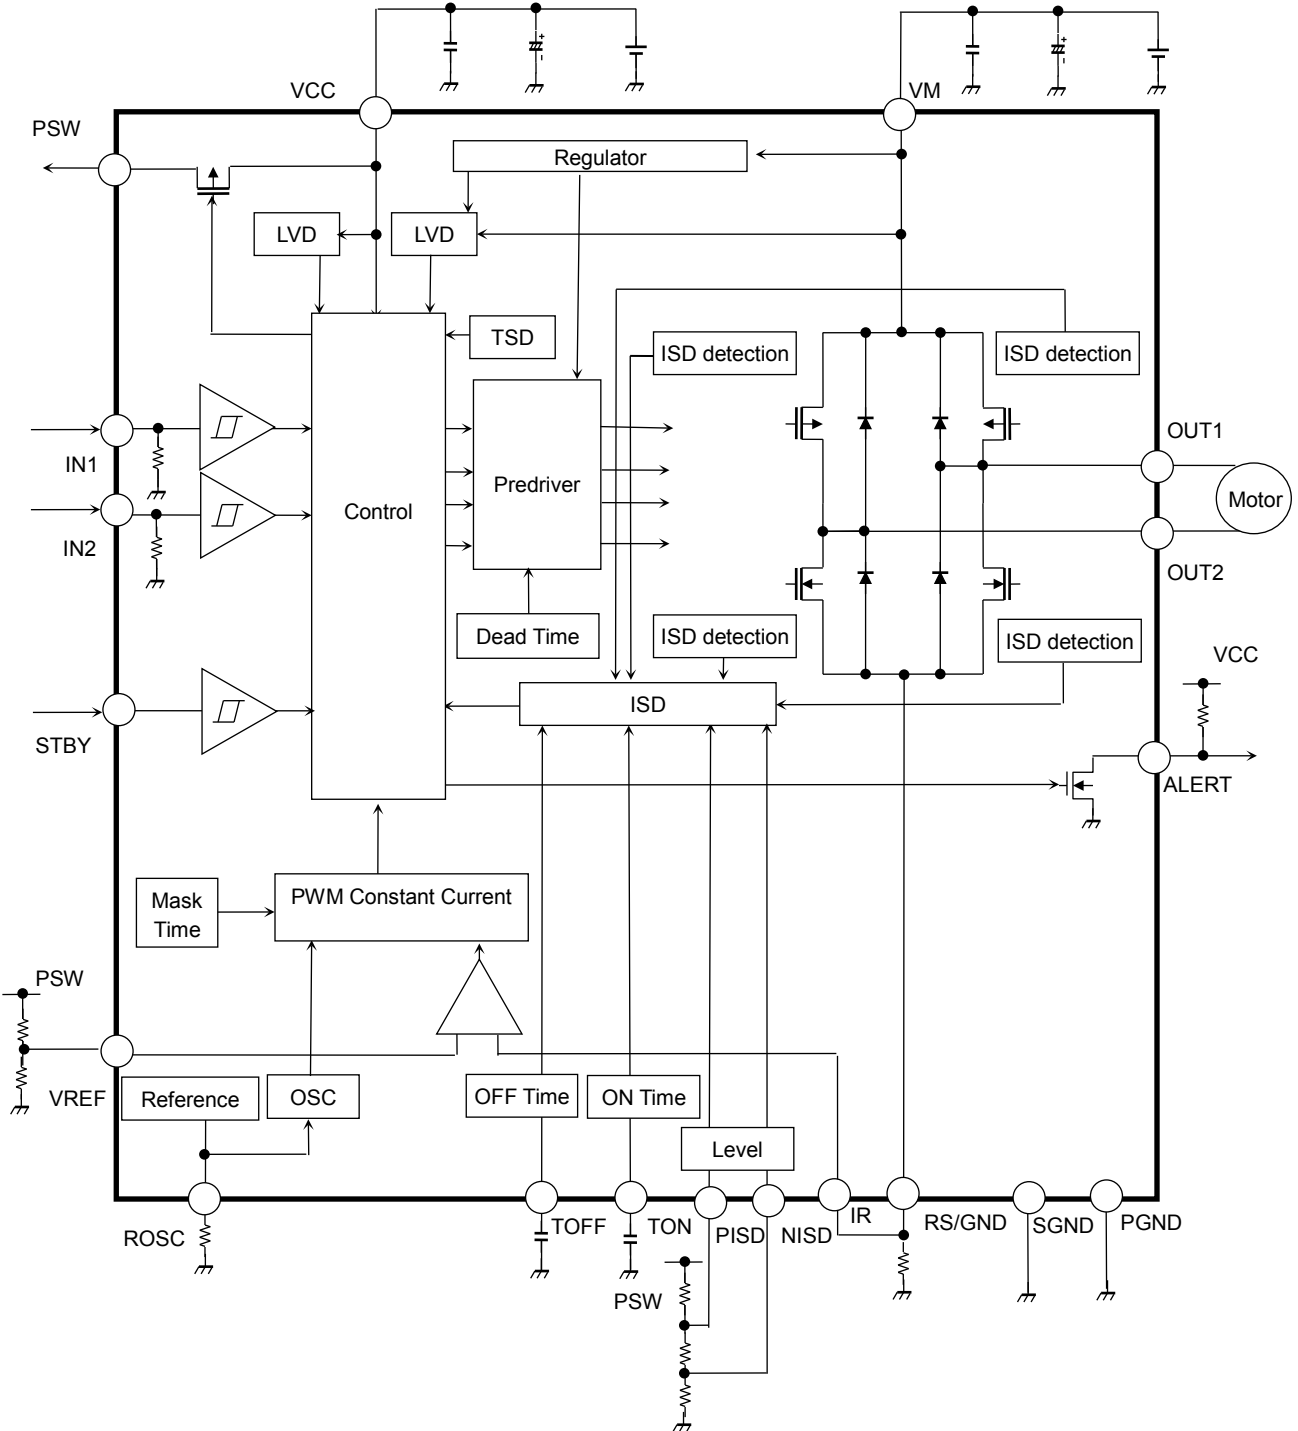 VCC
VM
PSW
Regulator
LVD
LVD
TSD
ISD detection
ISD detection
IN1
OUT1
Control
Predriver
Motor
IN2
OUT2
Dead Time
ISD detection
ISD detection
VCC
STBY
ISD
ALERT
Mask
Time
PWM Constant Current
PSW
VREF
Reference
OSC
OFF Time
ON Time
Level
ROSC
TOFF
TON
PISD
NISD
IR
RS/GND
SGND
PGND
PSW
+
-
+
-